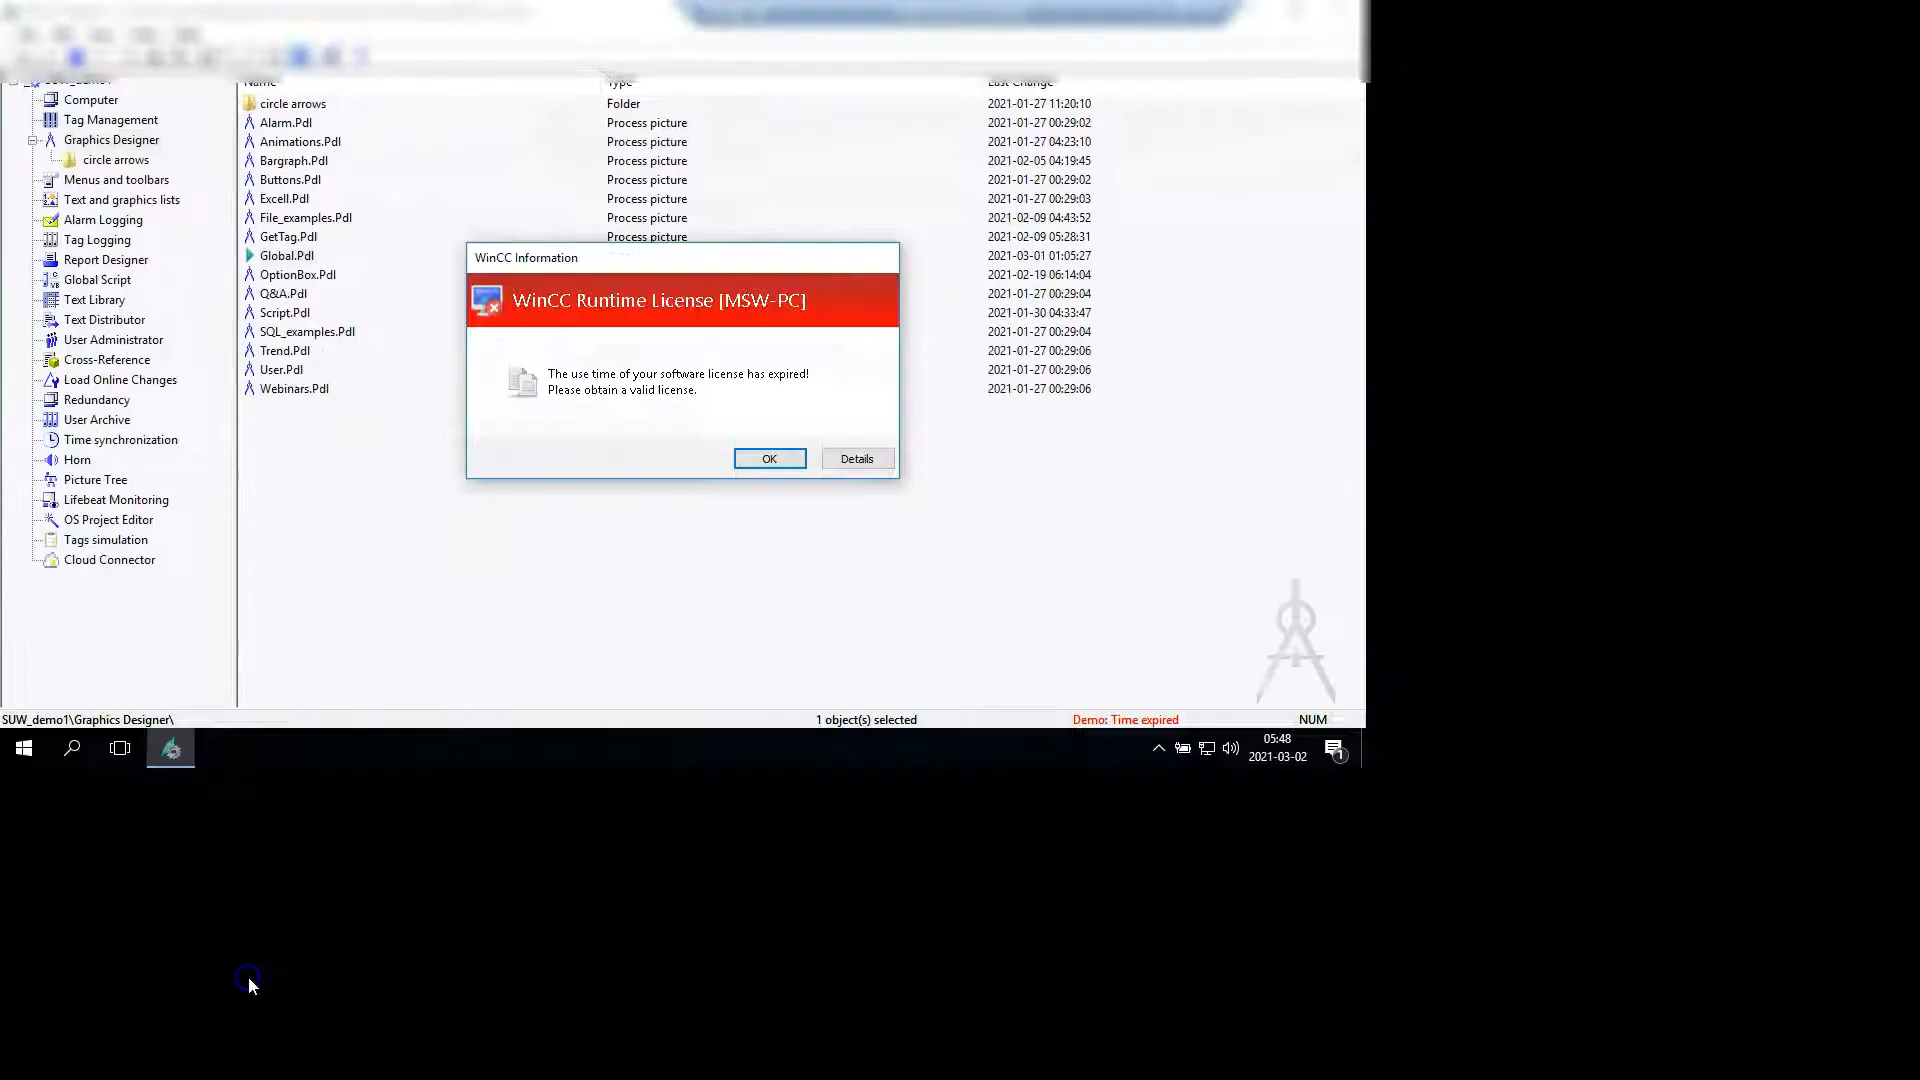 Computer
Tag Management
Graphics Designer
circle arrows
Menus and toolbars
Text and graphics lists
Alarm Logging
Tag Logging
Report Designer
Global Script
Text Library
Text Distributor
User Administrator
Cross-Reference
Load Online Changes
Redundancy
User Archive
Time synchronization
Horn
Picture Tree
Lifebeat Monitoring
OS Project Editor
Tags simulation
Cloud Connector
Name Type Last Change
circle arrows Folder 2021-01-27 11:20:10
Alarm.Pdl Process picture 2021-01-27 00:29:02
Animations.Pdl Process picture 2021-01-27 04:23:10
Bargraph.Pdl Process picture 2021-02-05 04:19:45
Buttons.Pdl Process picture 2021-01-27 00:29:02
Excell.Pdl Process picture 2021-01-27 00:29:03
File_examples.Pdl Process picture 2021-02-09 04:43:52
GetTag.Pdl Process picture 2021-02-09 05:28:31
Global.Pdl 2021-03-01 01:05:27
OptionBox.Pdl 2021-02-19 06:14:04
Q&A.Pdl 2021-01-27 00:29:04
Script.Pdl 2021-01-30 04:33:47
SQL_examples.Pdl 2021-01-27 00:29:04
Trend.Pdl 2021-01-27 00:29:06
User.Pdl 2021-01-27 00:29:06
Webinars.Pdl 2021-01-27 00:29:06
WinCC Information
WinCC Runtime License [MSW-PC]
The use time of your software license has expired!
Please obtain a valid license.
OK Details
SUW_demo1\Graphics Designer\ 1 object(s) selected Demo: Time expired NUM
05:48
2021-03-02
1